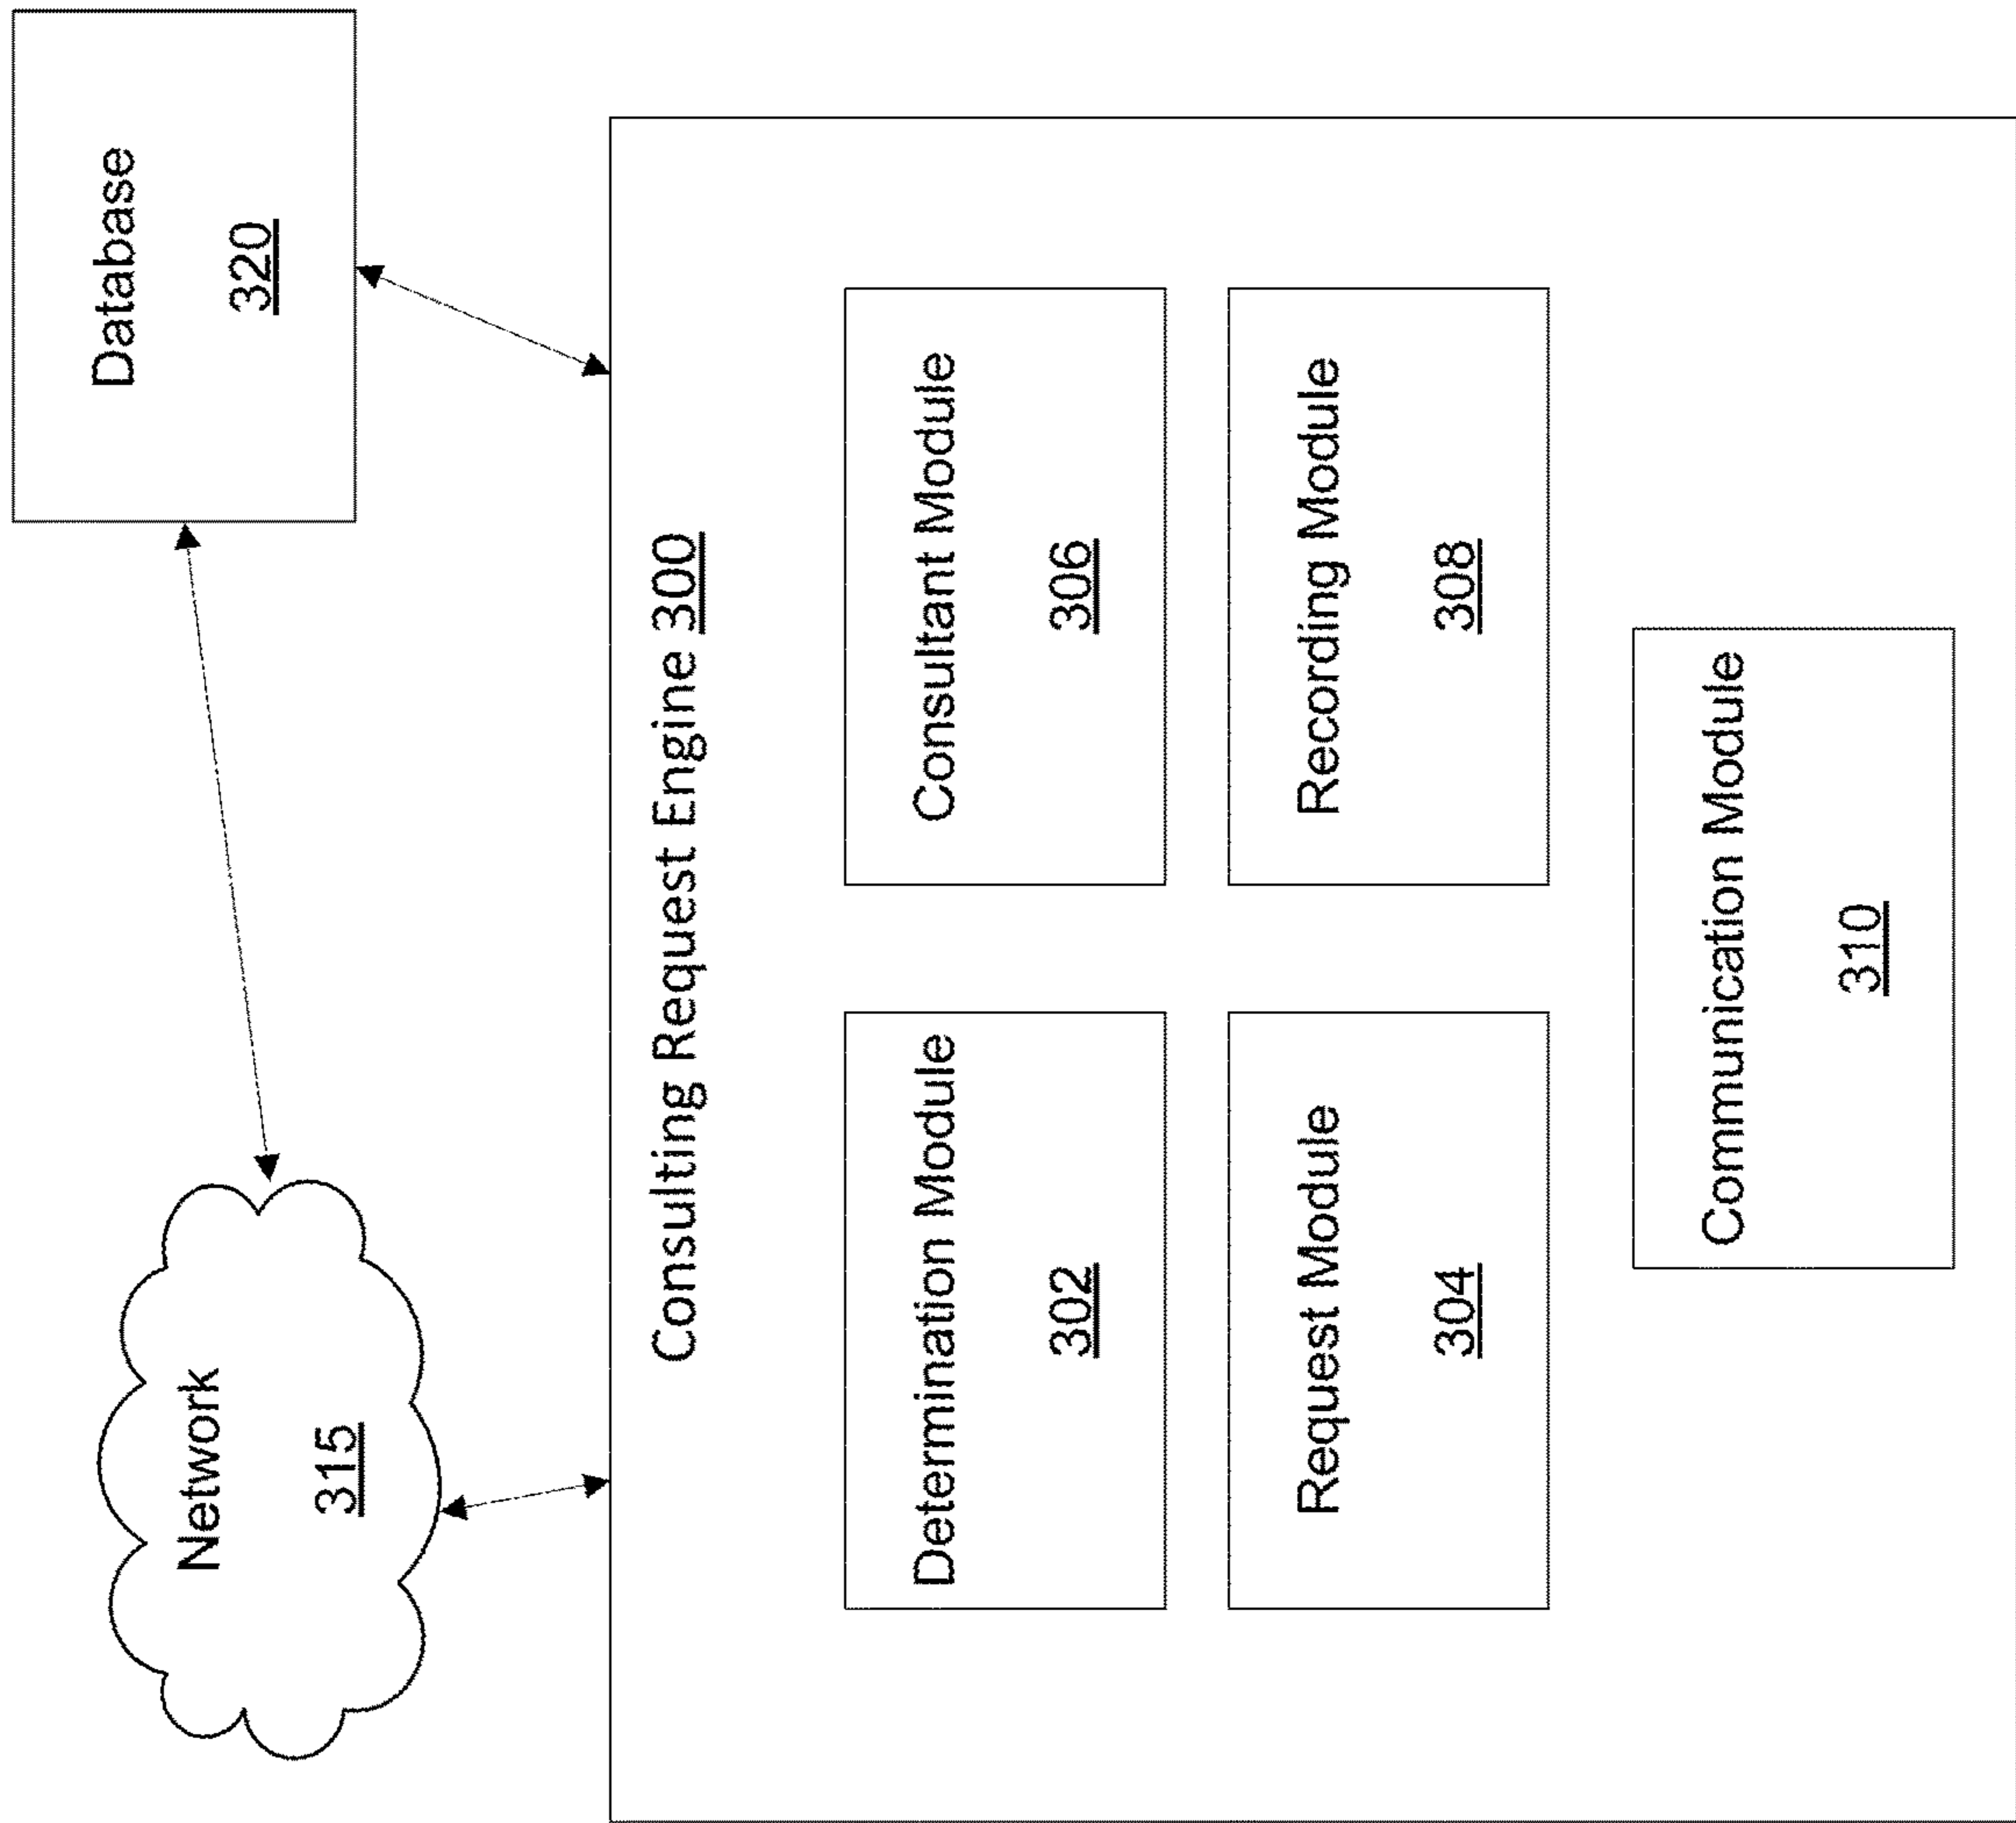 Network
315
Database
320
Consulting Request Engine 300
Determination Module
302
Consultant Module
306
Request Module
304
Recording Module
308
Communication Module
310